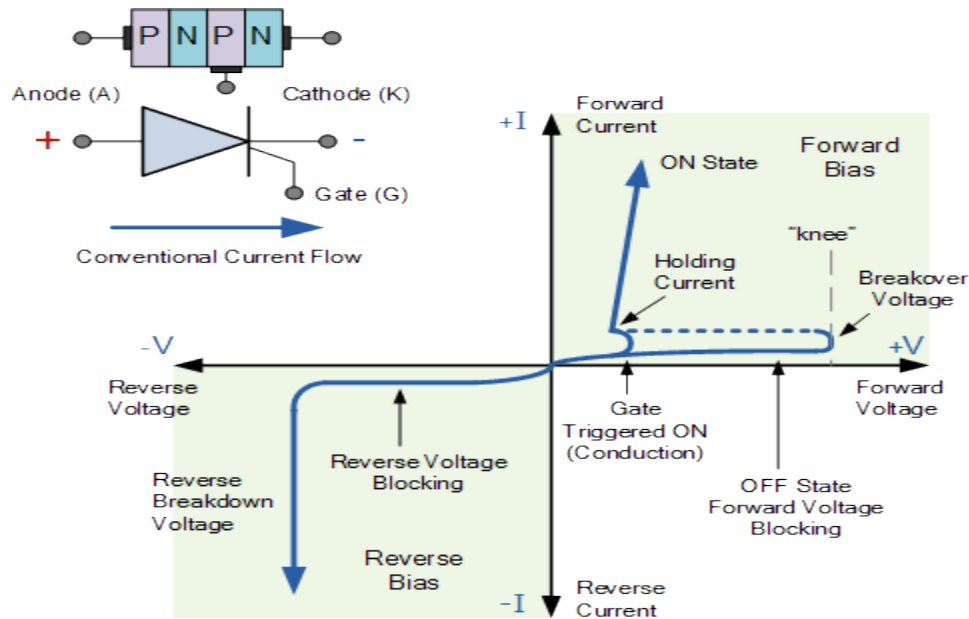 P N P N
Anode (A)
Cathode (K)
+
-
Gate (G)
Conventional Current Flow
+I
Forward
Current
ON State
Forward
Bias
"knee"
Holding
Current
Breakover
Voltage
-V
+V
Reverse
Voltage
Forward
Voltage
Gate
Triggered ON
(Conduction)
Reverse Voltage
Blocking
OFF State
Forward Voltage
Blocking
Reverse
Breakdown
Voltage
Reverse
Bias
-I
Reverse
Current